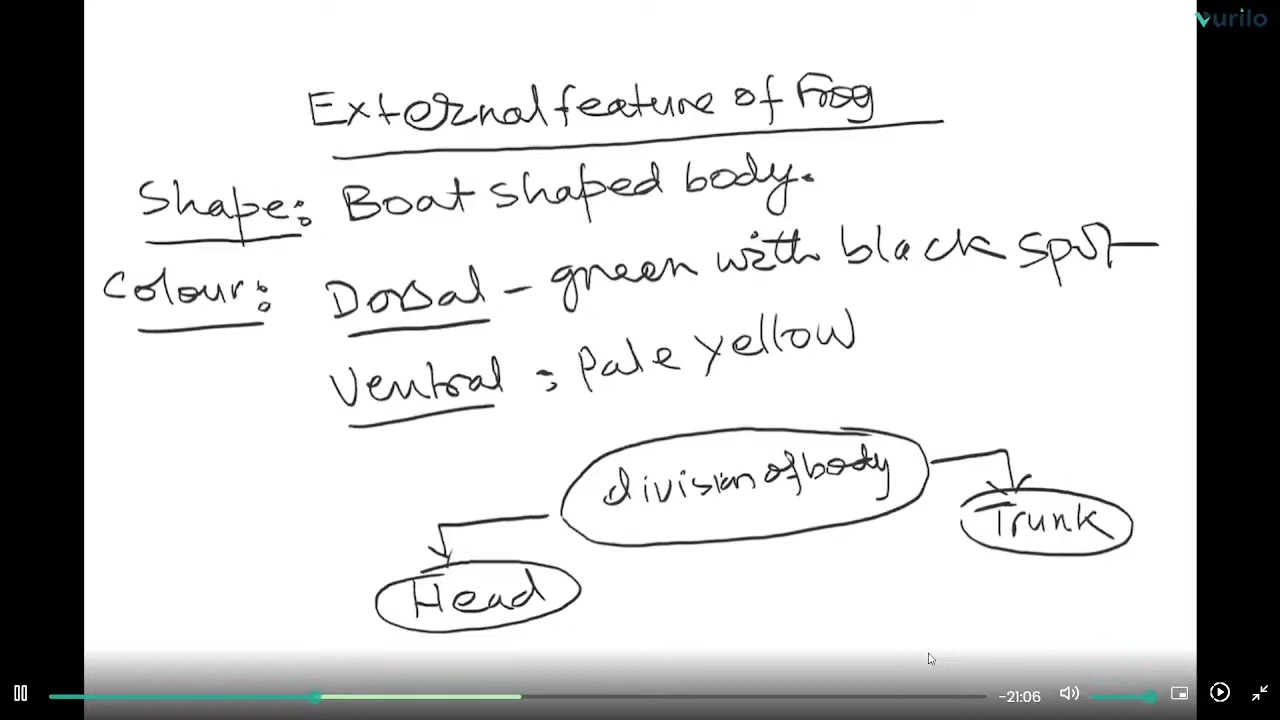 vurilo
External feature of Frog
Shape: Boat shaped body.
Colour: Dorsal - green with black spot
Ventral : Pale yellow
division of body
Trunk
Head
-21:06